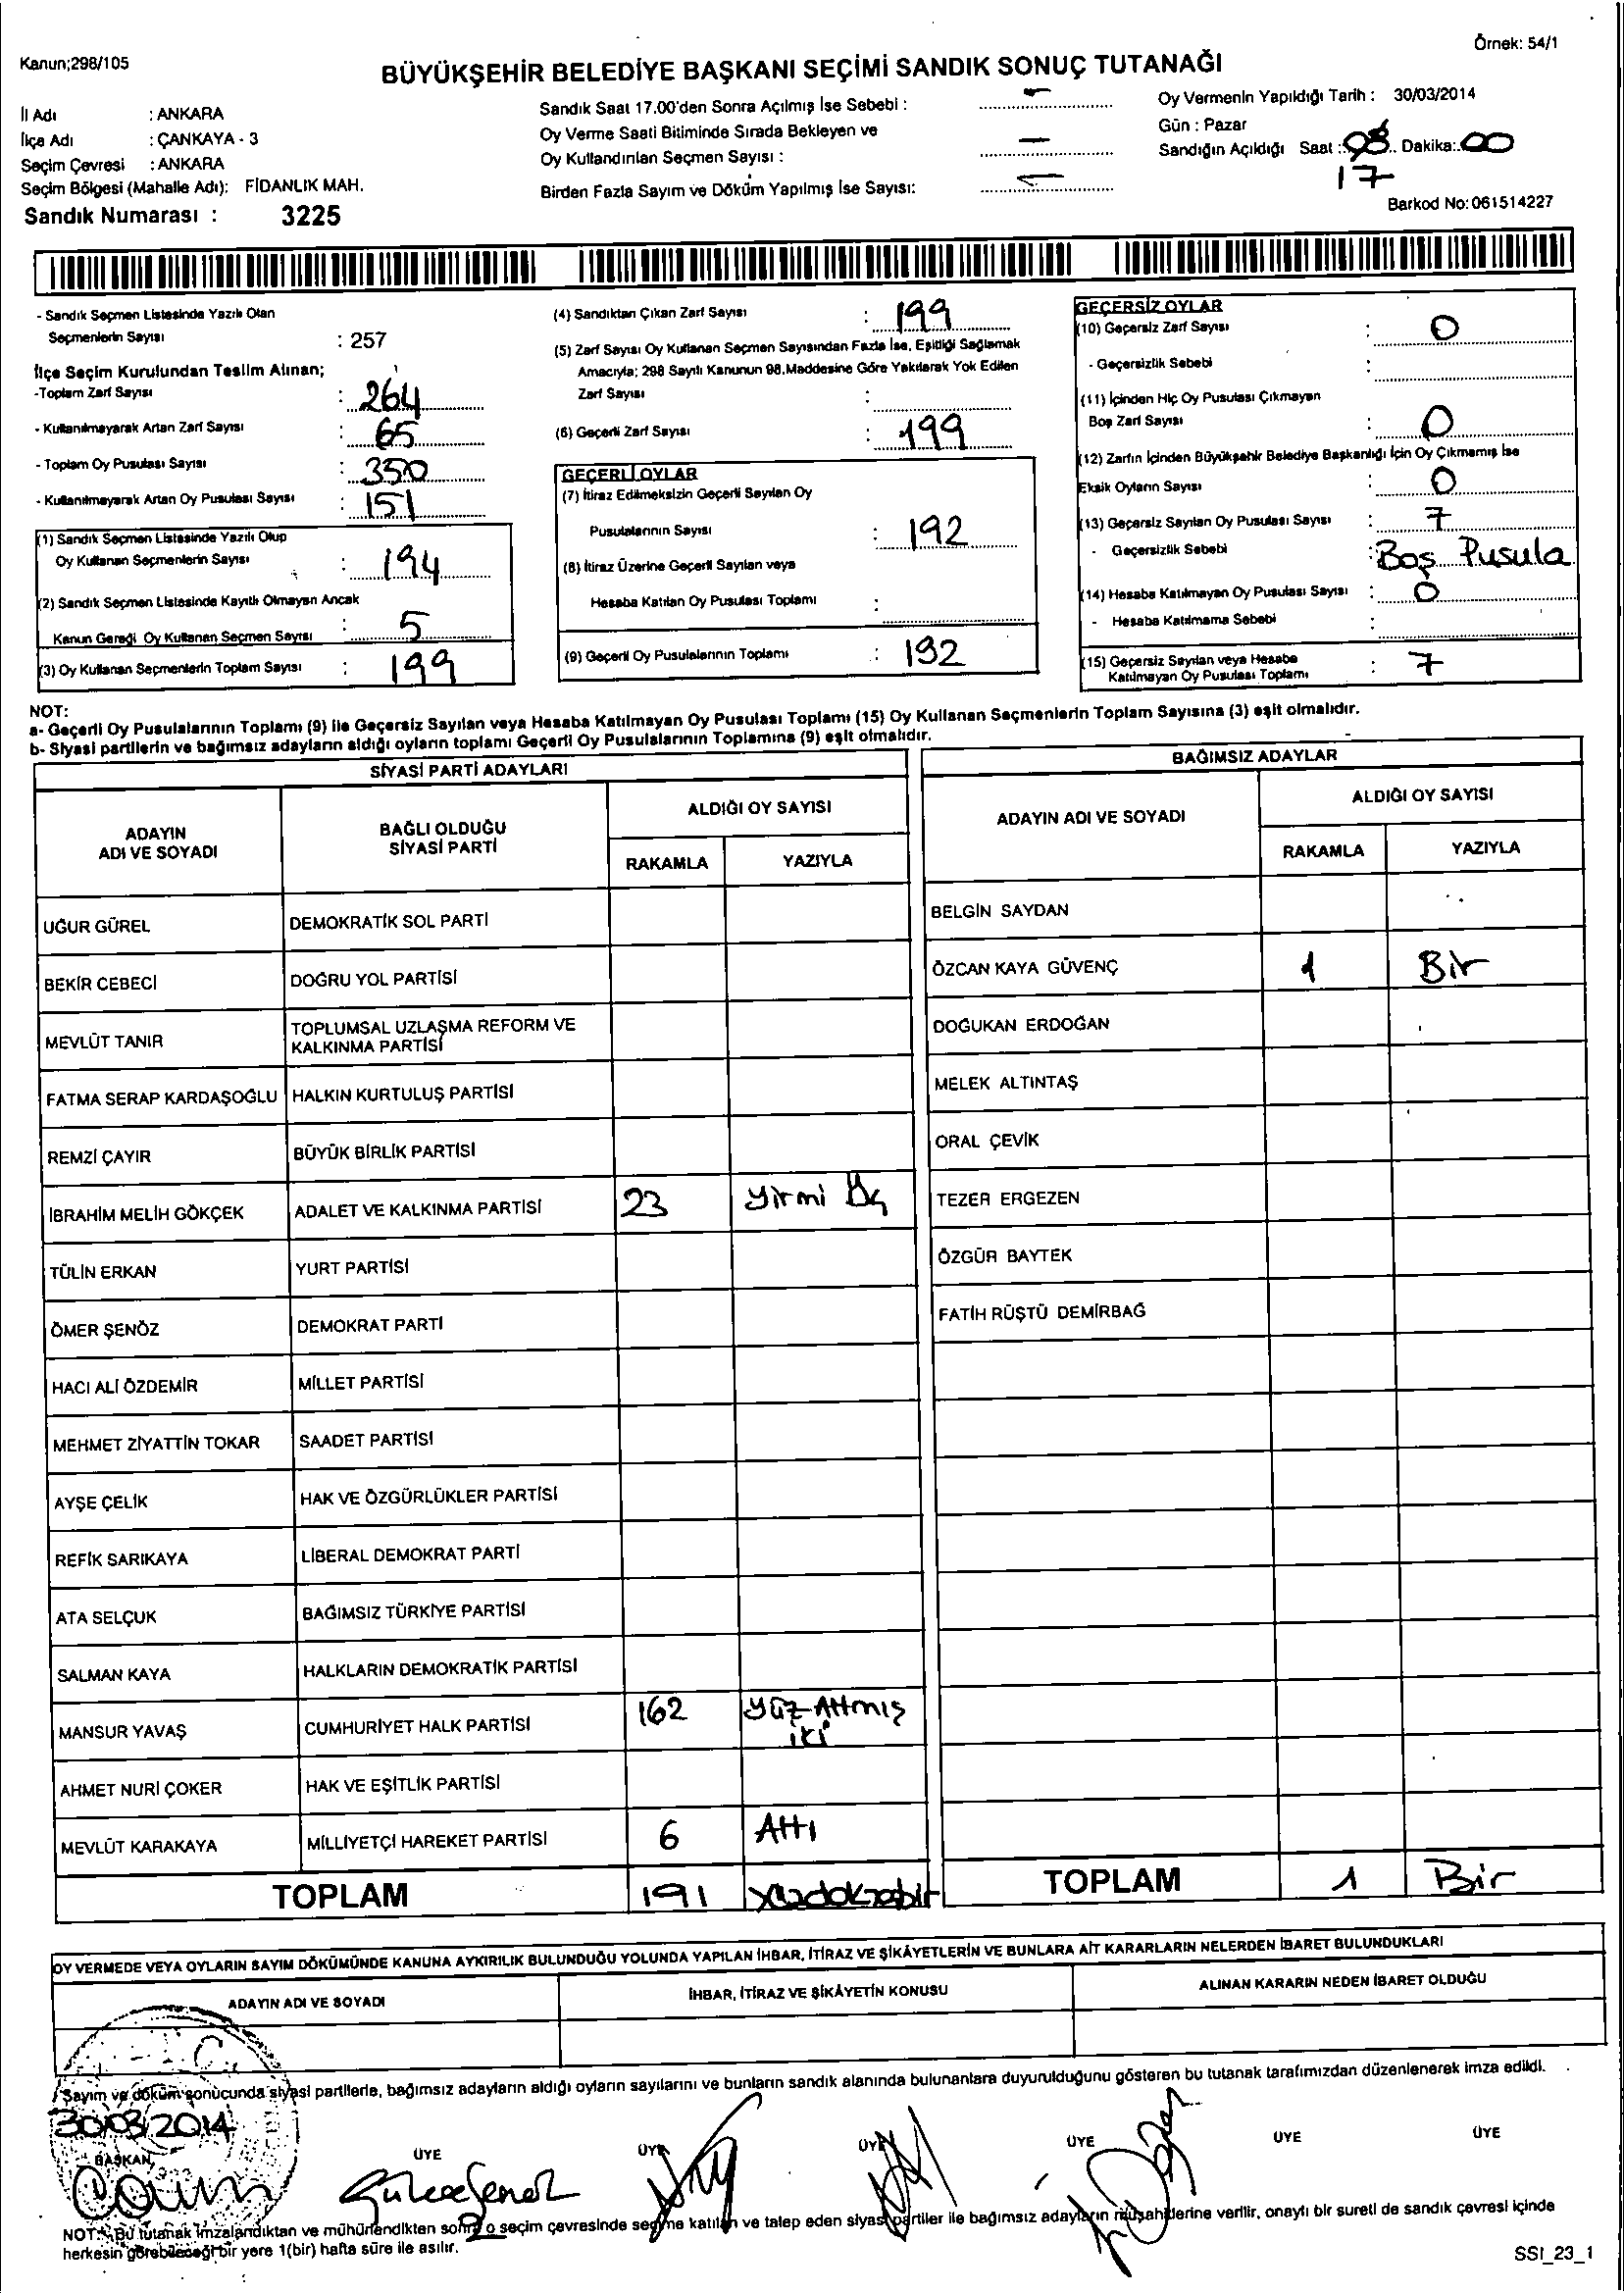 Örnek: 54/1
Kanun;298/105
BÜYÜKŞEHİR BELEDİYE BAŞKANI SEÇİMİ SANDIK SONUÇ TUTANAĞI
İl Adı : ANKARA
İlçe Adı : ÇANKAYA - 3
Seçim Çevresi : ANKARA
Seçim Bölgesi (Mahalle Adı): FİDANLIK MAH.
Sandık Numarası : 3225
Sandık Saat 17.00'den Sonra Açılmış İse Sebebi : –
Oy Verme Saati Bitiminde Sırada Bekleyen ve
Oy Kullandırılan Seçmen Sayısı : –
Birden Fazla Sayım ve Döküm Yapılmış İse Sayısı: –
Oy Vermenin Yapıldığı Tarih : 30/03/2014
Gün : Pazar
Sandığın Açıldığı Saat : 08 Dakika: 00
17
Barkod No: 061514227
- Sandık Seçmen Listesinde Yazılı Olan
Seçmenlerin Sayısı : 257
İlçe Seçim Kurulundan Teslim Alınan;
-Toplam Zarf Sayısı : 264
- Kullanılmayarak Artan Zarf Sayısı : 65
- Toplam Oy Pusulası Sayısı : 350
- Kullanılmayarak Artan Oy Pusulası Sayısı : 151
(1) Sandık Seçmen Listesinde Yazılı Olup
Oy Kullanan Seçmenlerin Sayısı : 194
(2) Sandık Seçmen Listesinde Kayıtlı Olmayan Ancak
Kanun Gereği Oy Kullanan Seçmen Sayısı : 5
(3) Oy Kullanan Seçmenlerin Toplam Sayısı : 199
(4) Sandıktan Çıkan Zarf Sayısı : 199
(5) Zarf Sayısı Oy Kullanan Seçmen Sayısından Fazla İse, Eşitliği Sağlamak
Amacıyla; 298 Sayılı Kanunun 98.Maddesine Göre Yakılarak Yok Edilen
Zarf Sayısı :
(6) Geçerli Zarf Sayısı : 199
GEÇERLİ OYLAR
(7) İtiraz Edilmeksizin Geçerli Sayılan Oy
Pusulalarının Sayısı : 192
(8) İtiraz Üzerine Geçerli Sayılan veya
Hesaba Katılan Oy Pusulası Toplamı :
(9) Geçerli Oy Pusulalarının Toplamı : 192
GEÇERSİZ OYLAR
(10) Geçersiz Zarf Sayısı : 0
- Geçersizlik Sebebi :
(11) İçinden Hiç Oy Pusulası Çıkmayan
Boş Zarf Sayısı : 0
(12) Zarfın İçinden Büyükşehir Belediye Başkanlığı İçin Oy Çıkmamış İse
Eksik Oyların Sayısı : 0
(13) Geçersiz Sayılan Oy Pusulası Sayısı : 7
- Geçersizlik Sebebi : Boş Pusula
(14) Hesaba Katılmayan Oy Pusulası Sayısı : 0
- Hesaba Katılmama Sebebi :
(15) Geçersiz Sayılan veya Hesaba
Katılmayan Oy Pusulası Toplamı : 7
NOT:
a- Geçerli Oy Pusulalarının Toplamı (9) ile Geçersiz Sayılan veya Hesaba Katılmayan Oy Pusulası Toplamı (15) Oy Kullanan Seçmenlerin Toplam Sayısına (3) eşit olmalıdır.
b- Siyasi partilerin ve bağımsız adayların aldığı oyların toplamı Geçerli Oy Pusulalarının Toplamına (9) eşit olmalıdır.
SİYASİ PARTİ ADAYLARI
ADAYIN ADI VE SOYADI
BAĞLI OLDUĞU SİYASİ PARTİ
ALDIĞI OY SAYISI
RAKAMLA YAZIYLA
UĞUR GÜREL DEMOKRATİK SOL PARTİ
BEKİR CEBECİ DOĞRU YOL PARTİSİ
MEVLÜT TANIR TOPLUMSAL UZLAŞMA REFORM VE
KALKINMA PARTİSİ
FATMA SERAP KARDAŞOĞLU HALKIN KURTULUŞ PARTİSİ
REMZİ ÇAYIR BÜYÜK BİRLİK PARTİSİ
İBRAHİM MELİH GÖKÇEK ADALET VE KALKINMA PARTİSİ 23 Yirmi Üç
TÜLİN ERKAN YURT PARTİSİ
ÖMER ŞENÖZ DEMOKRAT PARTİ
HACI ALİ ÖZDEMİR MİLLET PARTİSİ
MEHMET ZİYATTİN TOKAR SAADET PARTİSİ
AYŞE ÇELİK HAK VE ÖZGÜRLÜKLER PARTİSİ
REFİK SARIKAYA LİBERAL DEMOKRAT PARTİ
ATA SELÇUK BAĞIMSIZ TÜRKİYE PARTİSİ
SALMAN KAYA HALKLARIN DEMOKRATİK PARTİSİ
MANSUR YAVAŞ CUMHURİYET HALK PARTİSİ 162 Yüz Altmış
iki
AHMET NURİ ÇOKER HAK VE EŞİTLİK PARTİSİ
MEVLÜT KARAKAYA MİLLİYETÇİ HAREKET PARTİSİ 6 Altı
TOPLAM 191
BAĞIMSIZ ADAYLAR
ADAYIN ADI VE SOYADI
ALDIĞI OY SAYISI
RAKAMLA YAZIYLA
BELGİN SAYDAN
ÖZCAN KAYA GÜVENÇ 1 Bir
DOĞUKAN ERDOĞAN
MELEK ALTINTAŞ
ORAL ÇEVİK
TEZER ERGEZEN
ÖZGÜR BAYTEK
FATİH RÜŞTÜ DEMİRBAĞ
TOPLAM 1 Bir
OY VERMEDE VEYA OYLARIN SAYIM DÖKÜMÜNDE KANUNA AYKIRILIK BULUNDUĞU YOLUNDA YAPILAN İHBAR, İTİRAZ VE ŞİKÂYETLERİN VE BUNLARA AİT KARARLARIN NELERDEN İBARET BULUNDUKLARI
ADAYIN ADI VE SOYADI İHBAR, İTİRAZ VE ŞİKÂYETİN KONUSU ALINAN KARARIN NEDEN İBARET OLDUĞU
Sayım ve döküm sonucunda siyasi partilerle, bağımsız adayların aldığı oyların sayılarını ve bunların sandık alanında bulunanlara duyurulduğunu gösteren bu tutanak tarafımızdan düzenlenerek imza edildi.
30.03.2014
BAŞKAN ÜYE ÜYE ÜYE ÜYE ÜYE ÜYE
NOT: Bu tutanak imzalandıktan ve mühürlendikten sonra o seçim çevresinde seçime katılan ve talep eden siyasi partiler ile bağımsız adayların müşahitlerine verilir, onaylı bir sureti de sandık çevresi içinde
herkesin görebileceği bir yere 1(bir) hafta süre ile asılır.
SSI_23_1